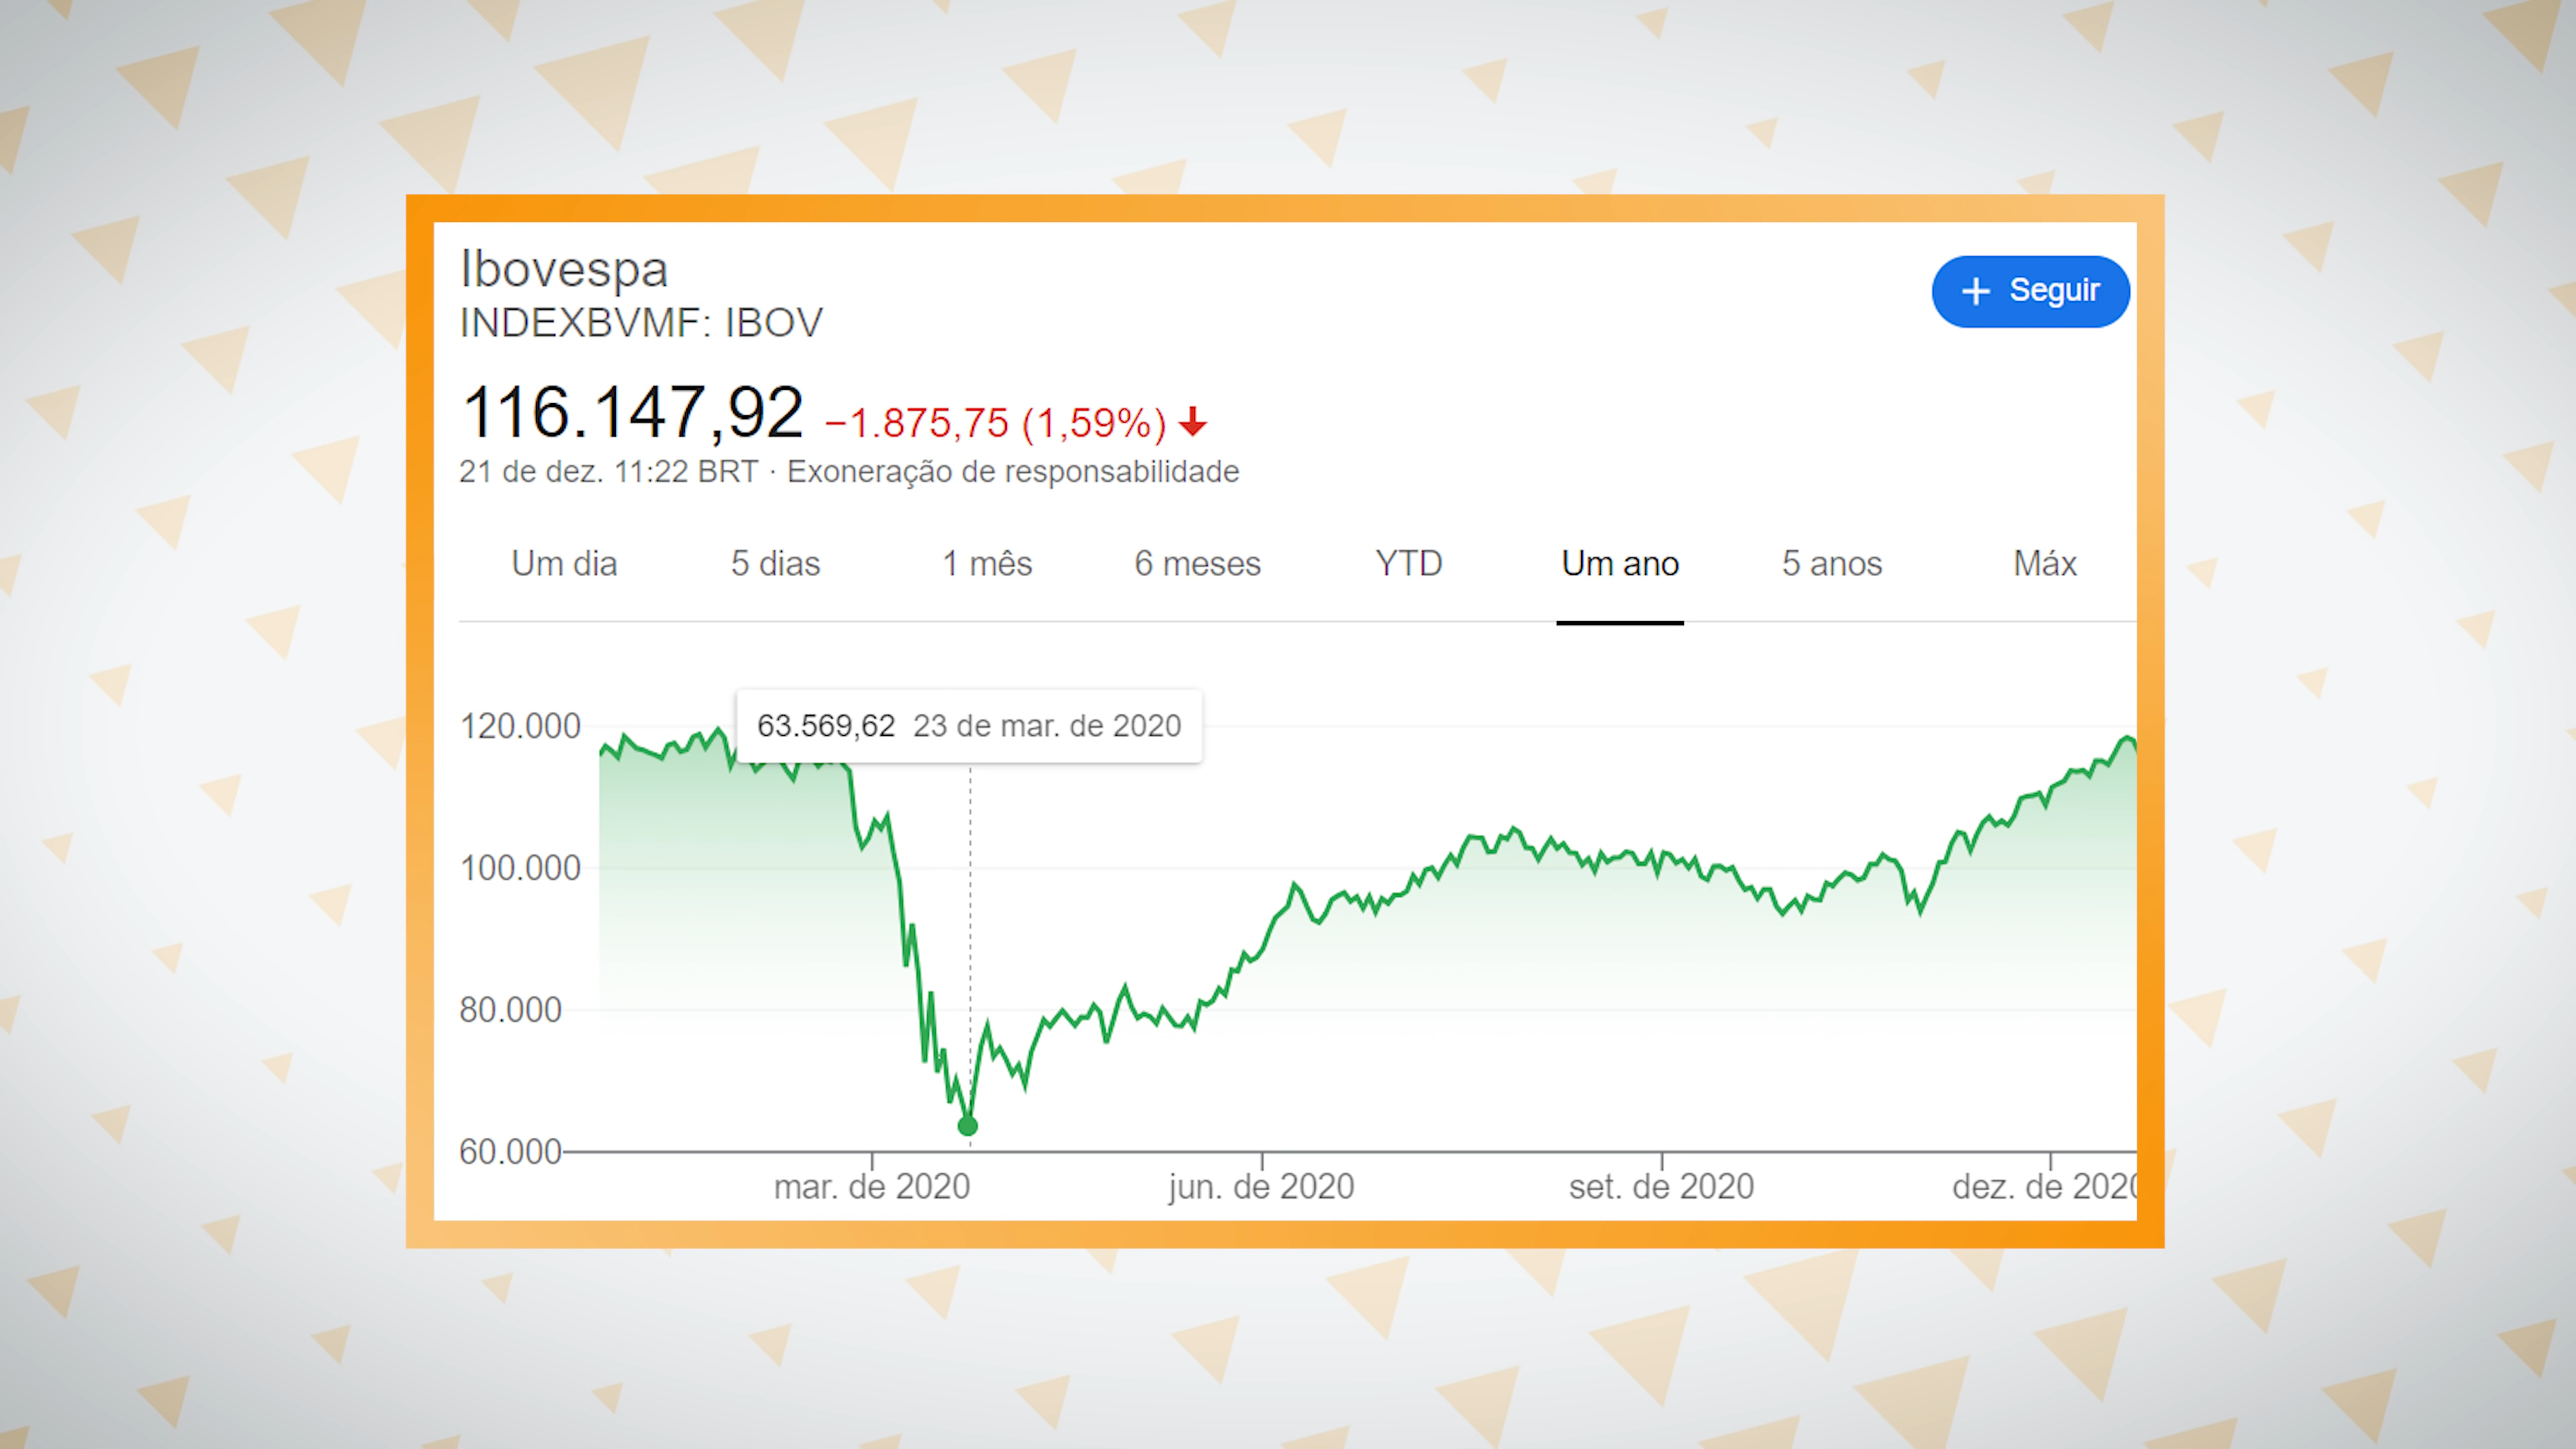 Ibovespa
INDEXBVMF: IBOV
+ Seguir
116.147,92 −1.875,75 (1,59%)
21 de dez. 11:22 BRT · Exoneração de responsabilidade
Um dia 5 dias 1 mês 6 meses YTD Um ano 5 anos Máx
63.569,62 23 de mar. de 2020
120.000
100.000
80.000
60.000
mar. de 2020 jun. de 2020 set. de 2020 dez. de 2020